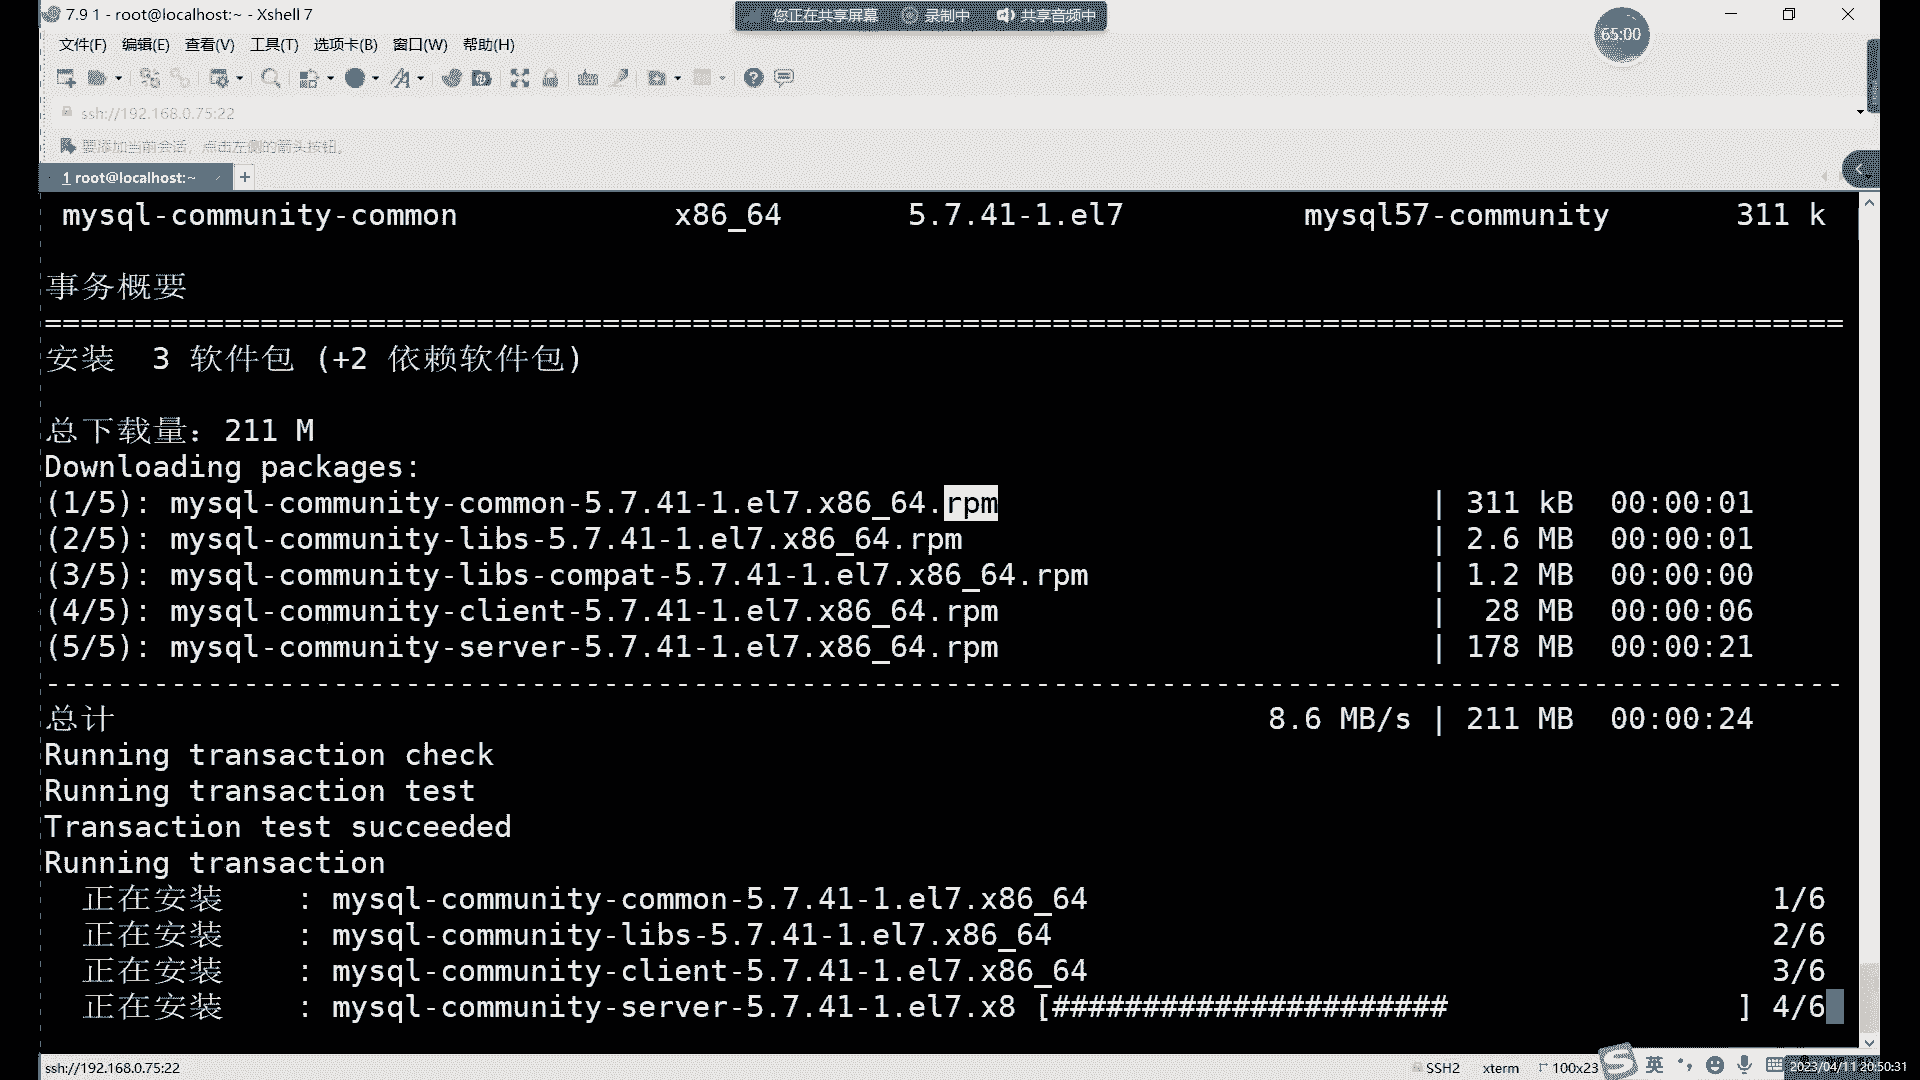 7.9 1 - root@localhost:~ - Xshell 7
您正在共享屏幕 录制中 共享音频中
65:00
文件(F) 编辑(E) 查看(V) 工具(T) 选项卡(B) 窗口(W) 帮助(H)
ssh://192.168.0.75:22
要添加当前会话，点击左侧的箭头按钮。
1 root@localhost:~ +
mysql-community-common x86_64 5.7.41-1.el7 mysql57-community 311 k
事务概要
====================================================================================================
安装 3 软件包 (+2 依赖软件包)
总下载量：211 M
Downloading packages:
(1/5): mysql-community-common-5.7.41-1.el7.x86_64.rpm | 311 kB 00:00:01
(2/5): mysql-community-libs-5.7.41-1.el7.x86_64.rpm | 2.6 MB 00:00:01
(3/5): mysql-community-libs-compat-5.7.41-1.el7.x86_64.rpm | 1.2 MB 00:00:00
(4/5): mysql-community-client-5.7.41-1.el7.x86_64.rpm | 28 MB 00:00:06
(5/5): mysql-community-server-5.7.41-1.el7.x86_64.rpm | 178 MB 00:00:21
----------------------------------------------------------------------------------------------------
总计 8.6 MB/s | 211 MB 00:00:24
Running transaction check
Running transaction test
Transaction test succeeded
Running transaction
正在安装 : mysql-community-common-5.7.41-1.el7.x86_64 1/6
正在安装 : mysql-community-libs-5.7.41-1.el7.x86_64 2/6
正在安装 : mysql-community-client-5.7.41-1.el7.x86_64 3/6
正在安装 : mysql-community-server-5.7.41-1.el7.x8 [###################### ] 4/6
ssh://192.168.0.75:22 SSH2 xterm 100x23 英 2023/04/11 20:50:31